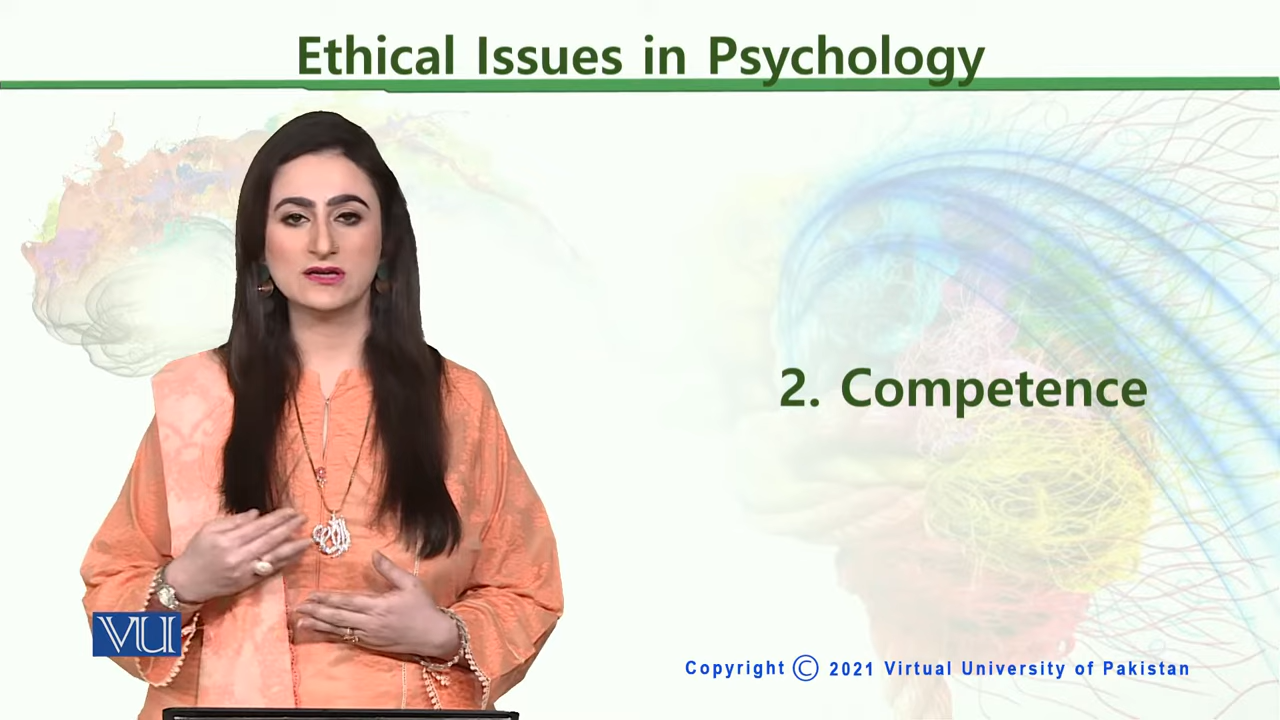 Ethical Issues in Psychology
2. Competence
VU
Copyright © 2021 Virtual University of Pakistan